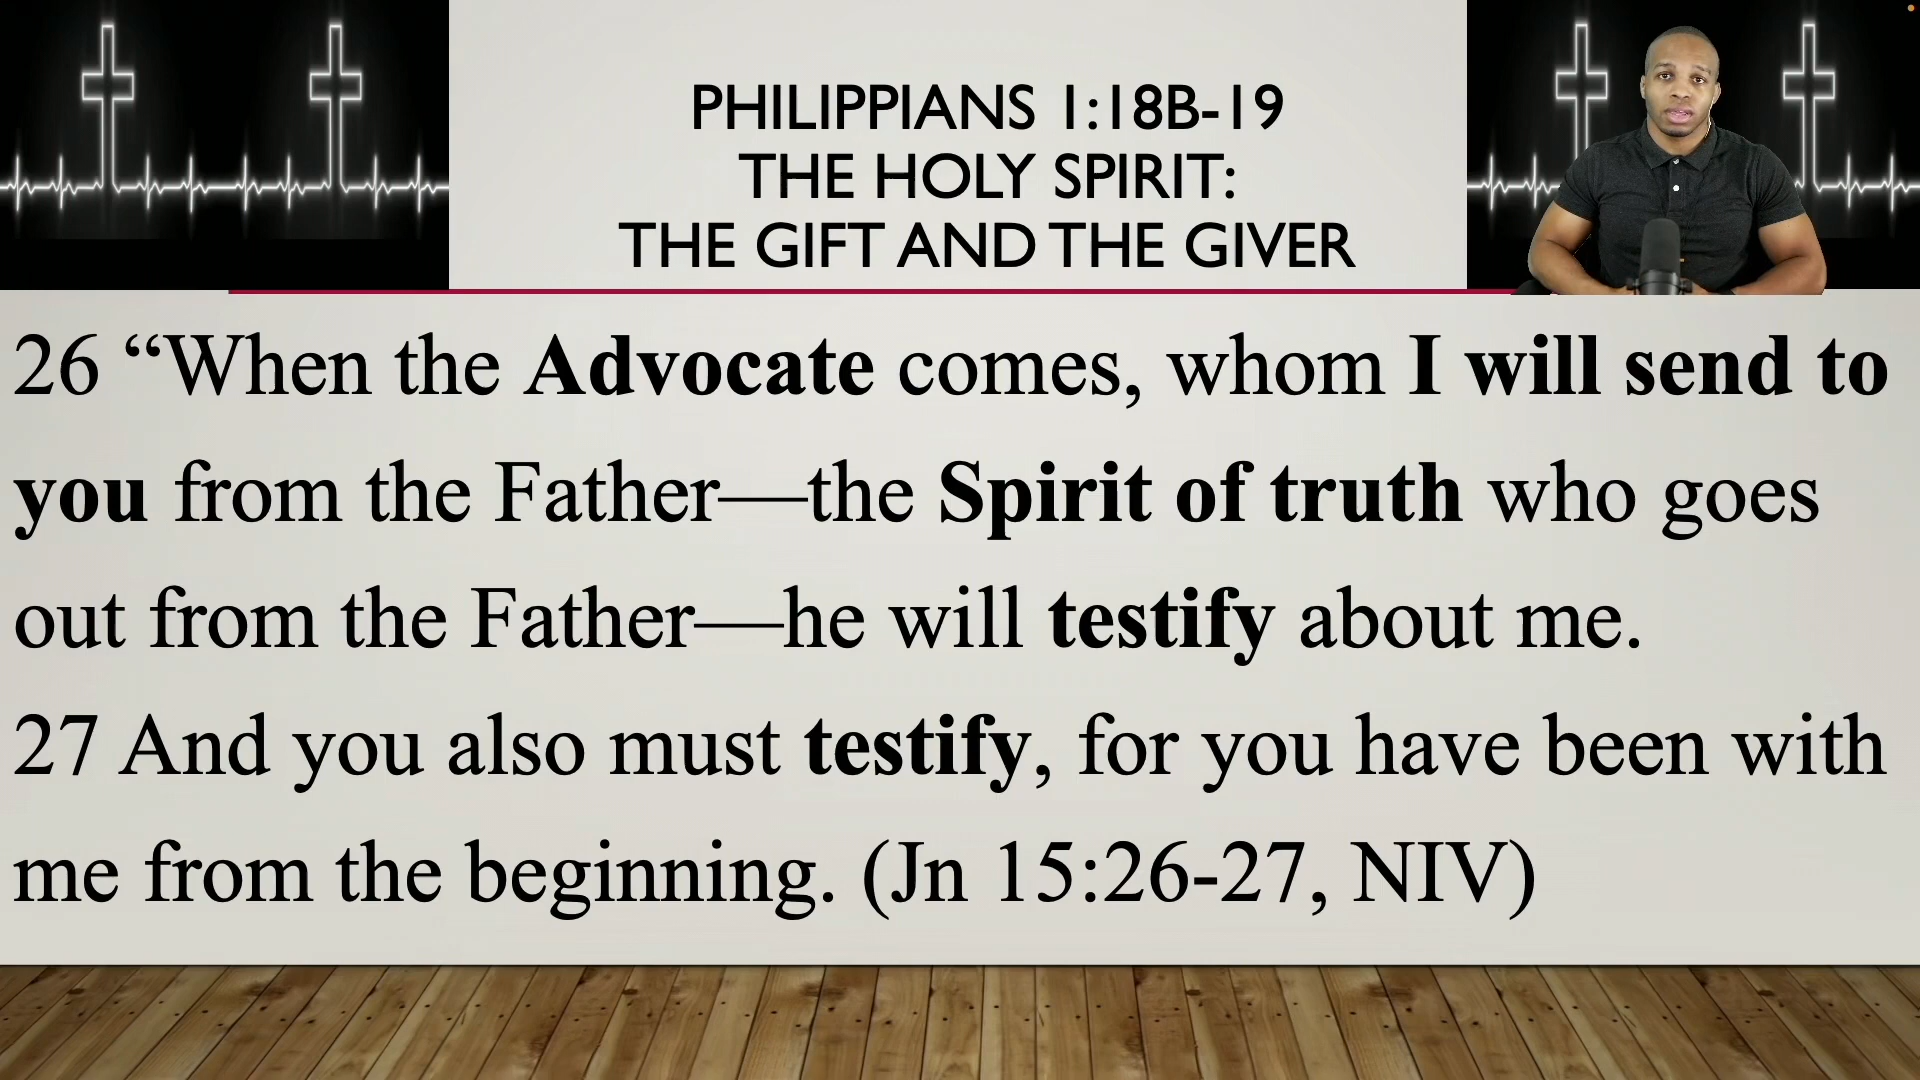 PHILIPPIANS 1:18B-19
THE HOLY SPIRIT:
THE GIFT AND THE GIVER
26 “When the Advocate comes, whom I will send to
you from the Father—the Spirit of truth who goes
out from the Father—he will testify about me.
27 And you also must testify, for you have been with
me from the beginning. (Jn 15:26-27, NIV)